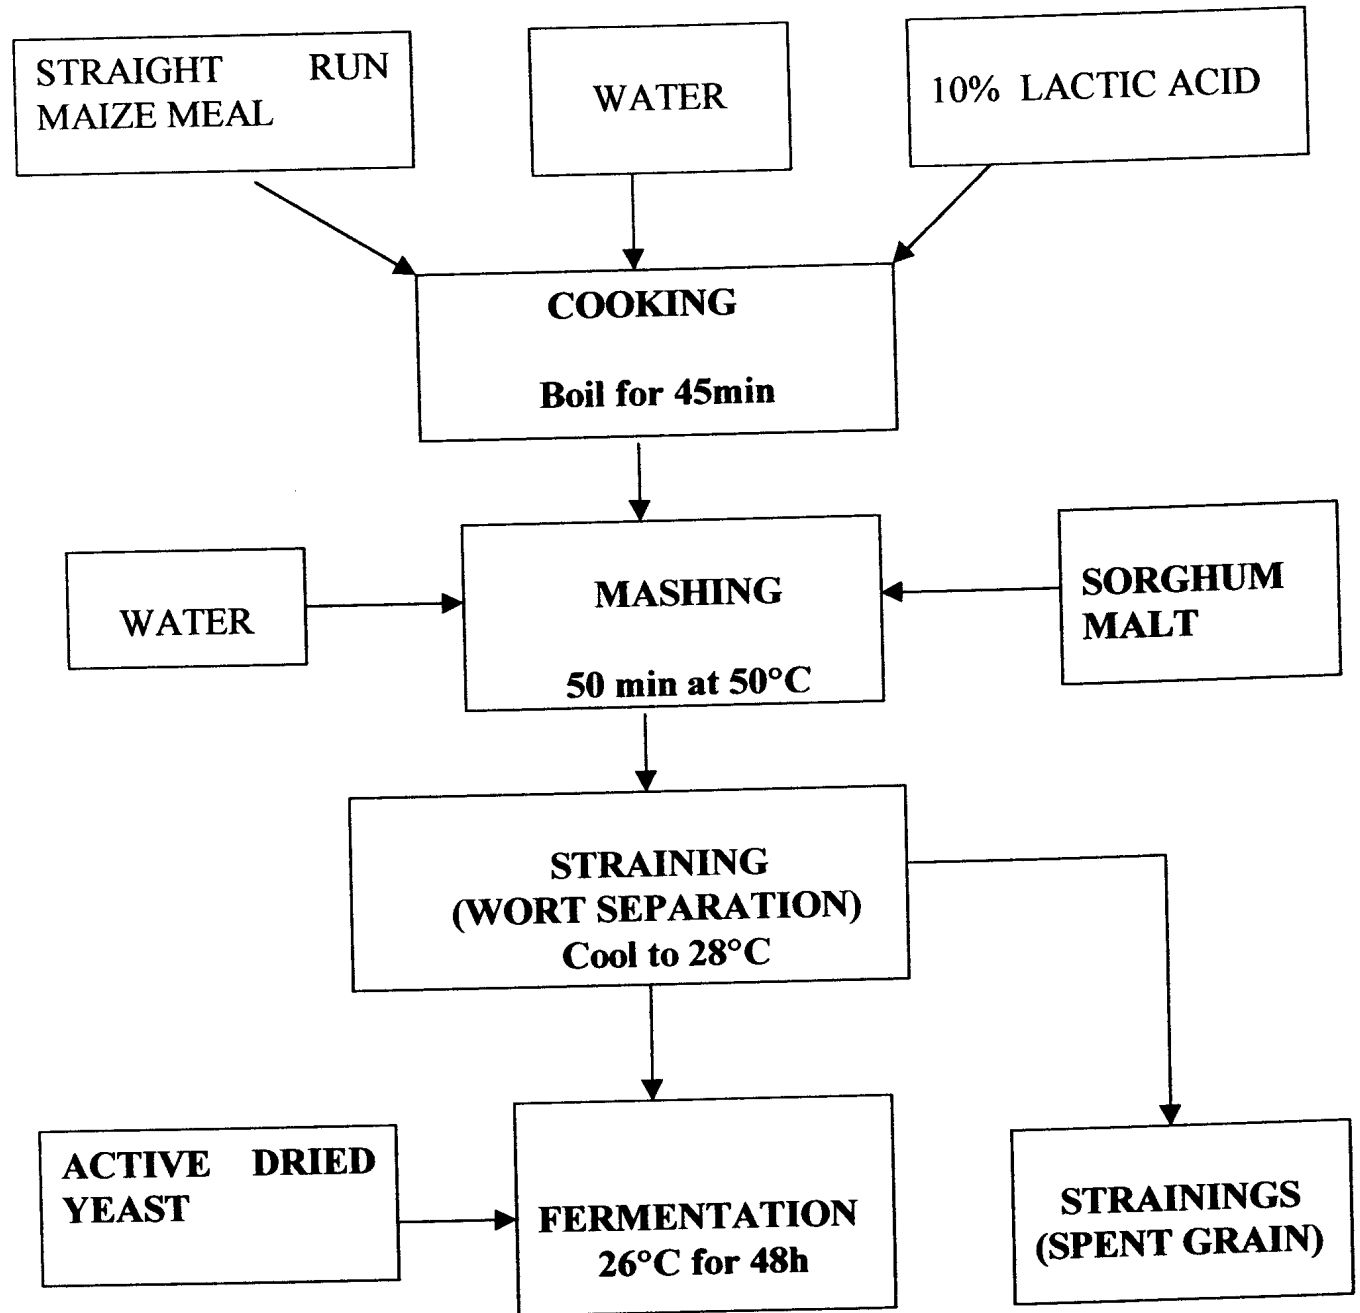 STRAIGHT RUN
MAIZE MEAL
WATER
10% LACTIC ACID
COOKING
Boil for 45min
WATER
MASHING
50 min at 50°C
SORGHUM
MALT
STRAINING
(WORT SEPARATION)
Cool to 28°C
ACTIVE DRIED
YEAST
FERMENTATION
26°C for 48h
STRAININGS
(SPENT GRAIN)